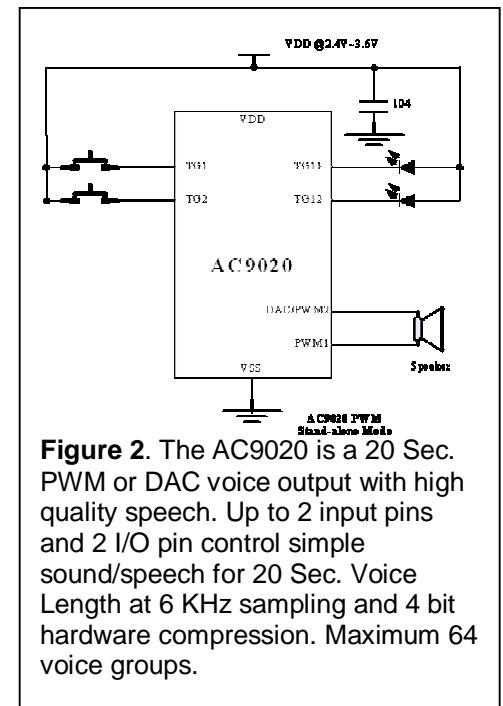 VDD @2.4V~3.6V
104
VDD
TG1
TG11
TG2
TG12
AC9020
DAC/PWM2
PWM1
Speaker
VSS
AC9020 PWM
Stand-alone Mode
Figure 2. The AC9020 is a 20 Sec.
PWM or DAC voice output with high
quality speech. Up to 2 input pins
and 2 I/O pin control simple
sound/speech for 20 Sec. Voice
Length at 6 KHz sampling and 4 bit
hardware compression. Maximum 64
voice groups.